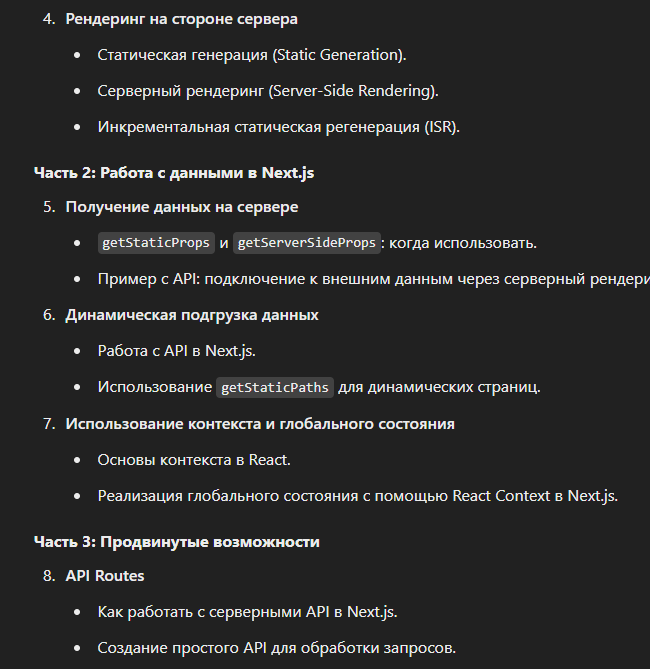 4. Рендеринг на стороне сервера
• Статическая генерация (Static Generation).
• Серверный рендеринг (Server-Side Rendering).
• Инкрементальная статическая регенерация (ISR).
Часть 2: Работа с данными в Next.js
5. Получение данных на сервере
• getStaticProps и getServerSideProps: когда использовать.
• Пример с API: подключение к внешним данным через серверный рендери
6. Динамическая подгрузка данных
• Работа с API в Next.js.
• Использование getStaticPaths для динамических страниц.
7. Использование контекста и глобального состояния
• Основы контекста в React.
• Реализация глобального состояния с помощью React Context в Next.js.
Часть 3: Продвинутые возможности
8. API Routes
• Как работать с серверными API в Next.js.
• Создание простого API для обработки запросов.